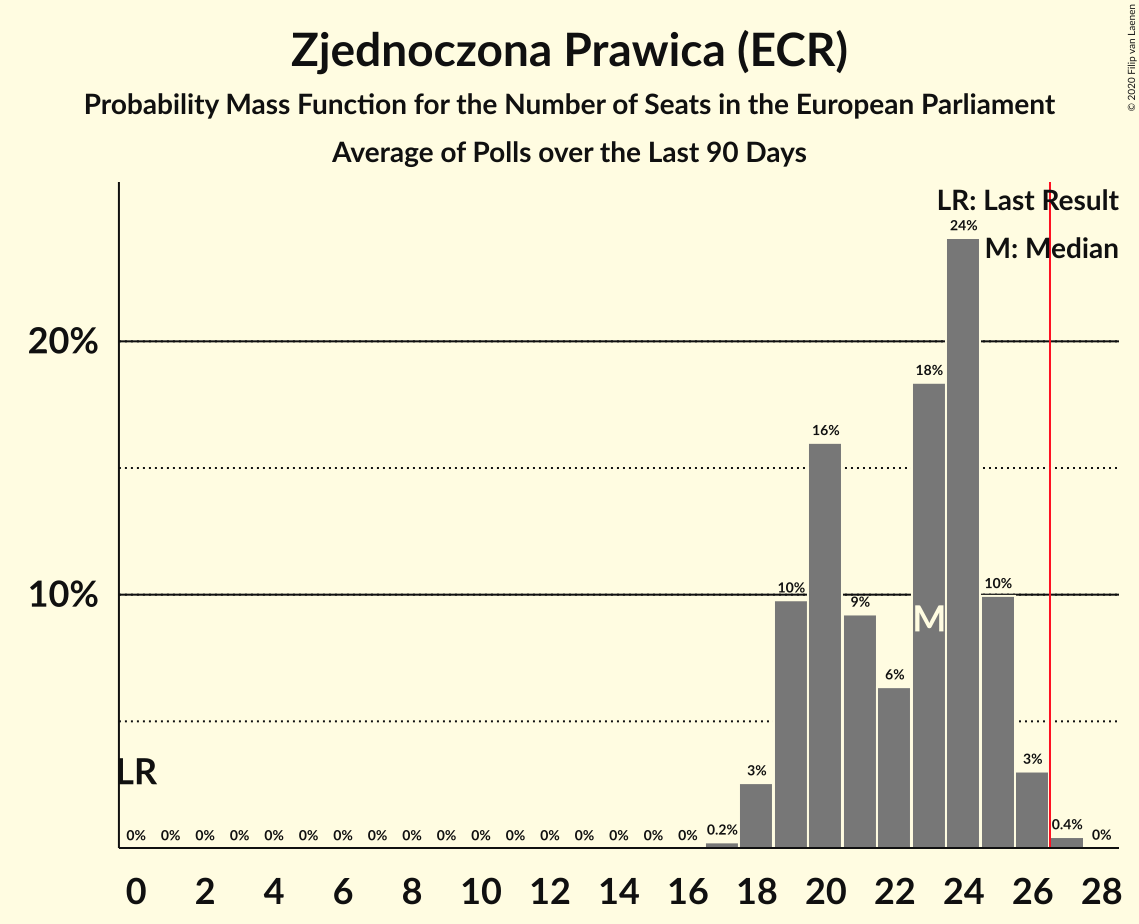 Zjednoczona Prawica (ECR)
Probability Mass Function for the Number of Seats in the European Parliament
Average of Polls over the Last 90 Days
© 2020 Filip van Laenen
LR: Last Result
M: Median
20%
10%
24%
18%
16%
10%
9%
10%
6%
M
3%
3%
LR
0% 0% 0% 0% 0% 0% 0% 0% 0% 0% 0% 0% 0% 0% 0% 0% 0% 0.2% 0.4% 0%
0 2 4 6 8 10 12 14 16 18 20 22 24 26 28